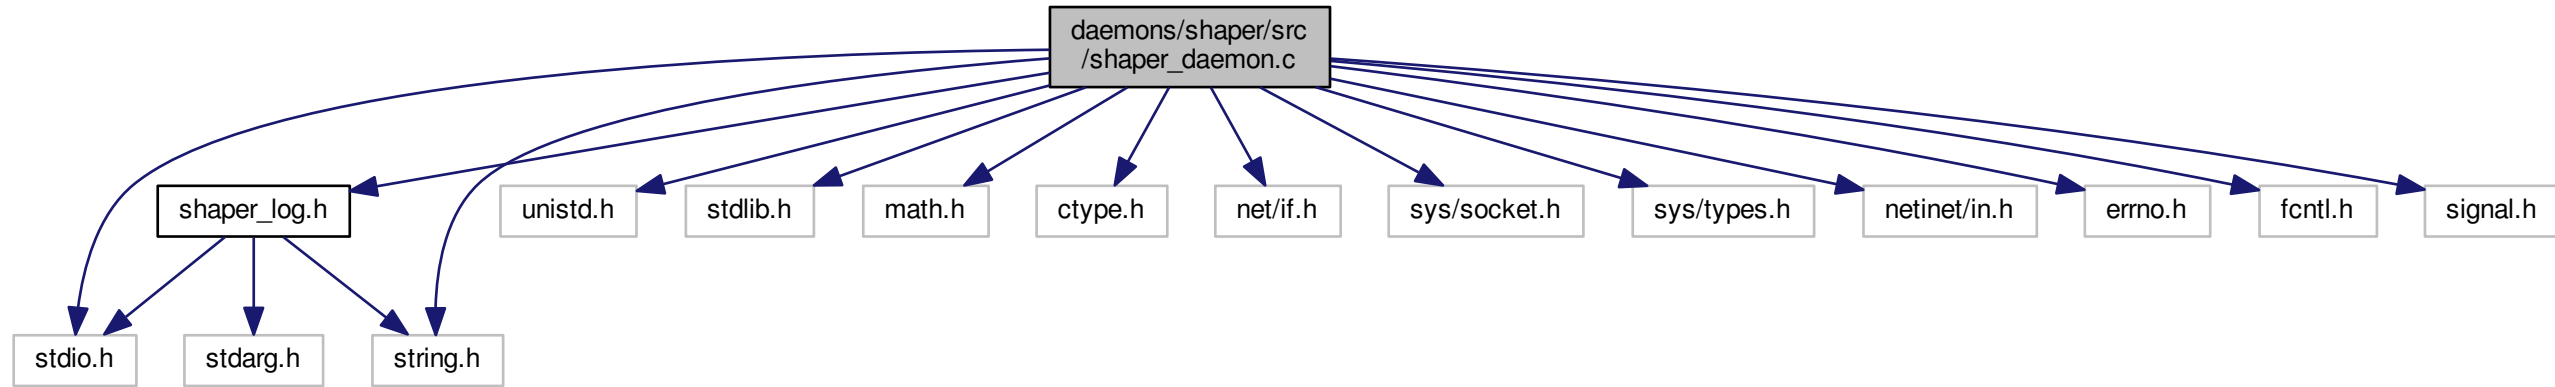 daemons/shaper/src
/shaper_daemon.c
shaper_log.h
unistd.h
stdlib.h
math.h
ctype.h
net/if.h
sys/socket.h
sys/types.h
netinet/in.h
errno.h
fcntl.h
signal.h
stdio.h
stdarg.h
string.h